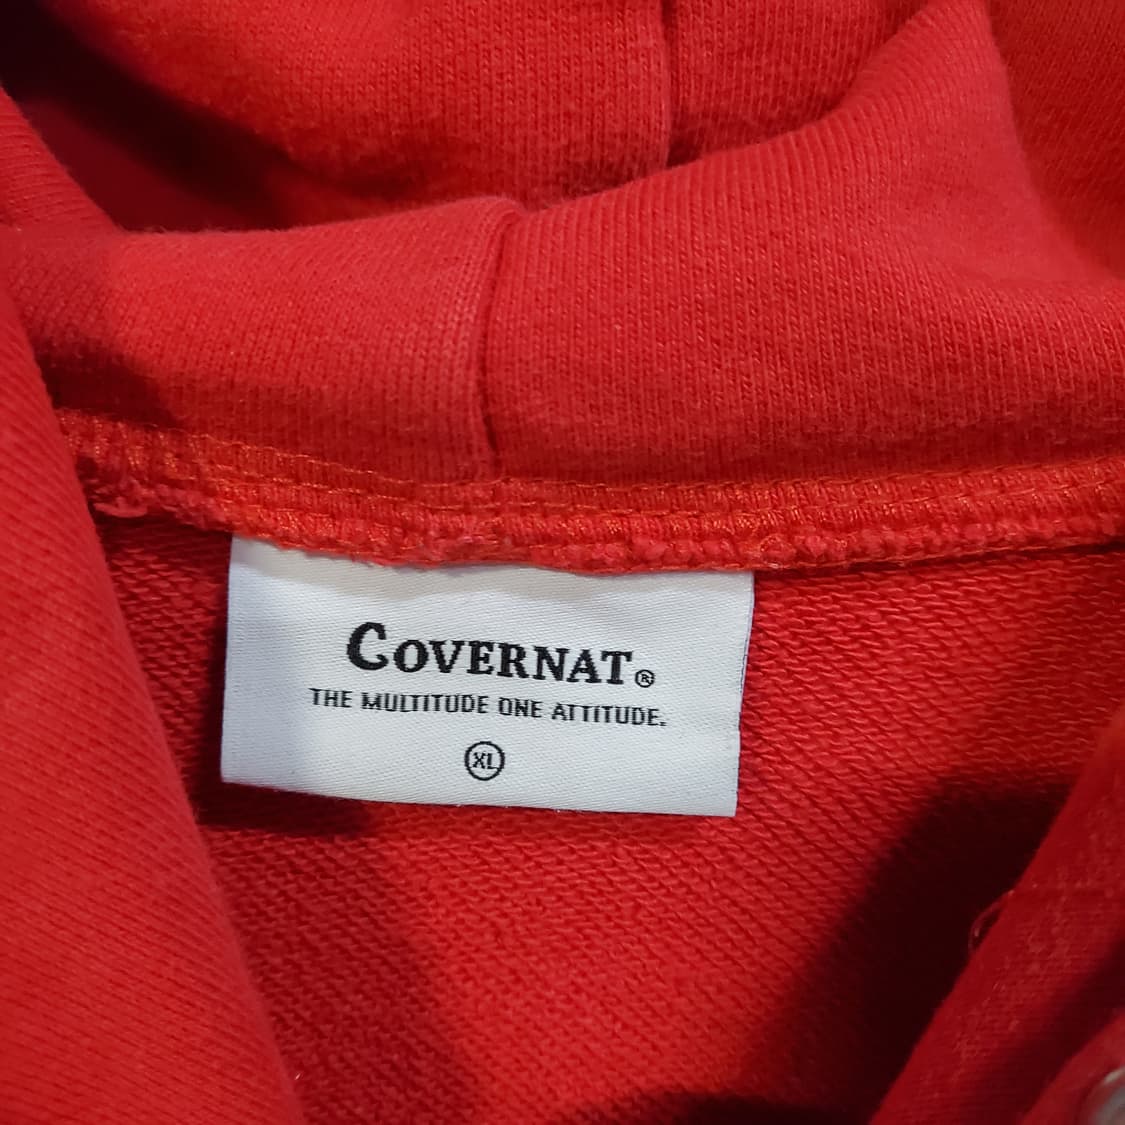 COVERNAT®
THE MULTITUDE ONE ATTITUDE.
XL